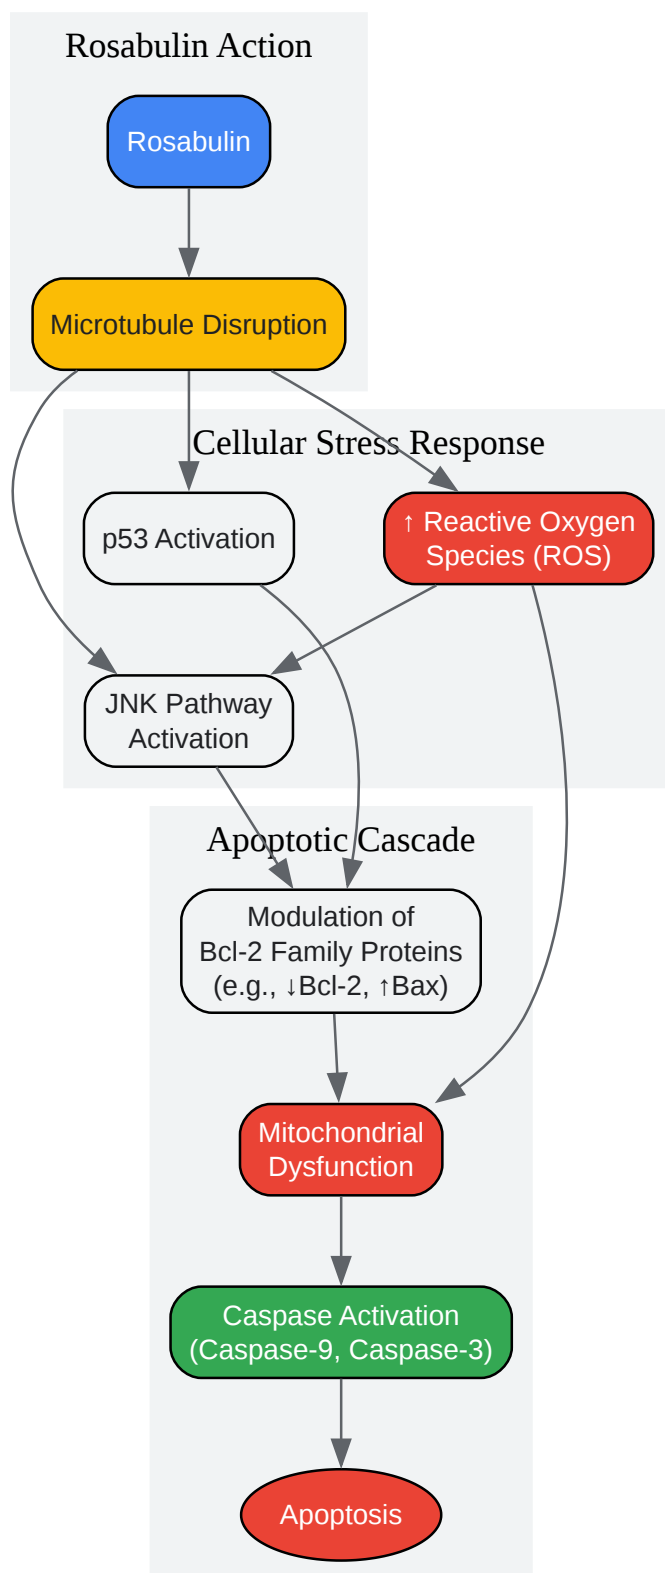 Rosabulin Action
Rosabulin
Microtubule Disruption
Cellular Stress Response
p53 Activation
↑ Reactive Oxygen
Species (ROS)
JNK Pathway
Activation
Apoptotic Cascade
Modulation of
Bcl-2 Family Proteins
(e.g., ↓Bcl-2, ↑Bax)
Mitochondrial
Dysfunction
Caspase Activation
(Caspase-9, Caspase-3)
Apoptosis